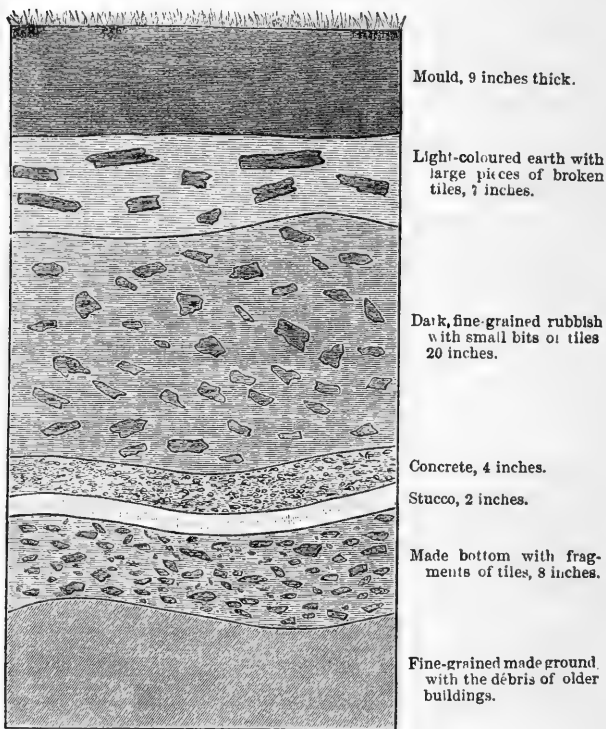 Mould, 9 inches thick.
Light-coloured earth with
large pieces of broken
tiles, 7 inches.
Dark, fine-grained rubbish
with small bits of tiles
20 inches.
Concrete, 4 inches.
Stucco, 2 inches.
Made bottom with frag-
ments of tiles, 8 inches.
Fine-grained made ground,
with the débris of older
buildings.